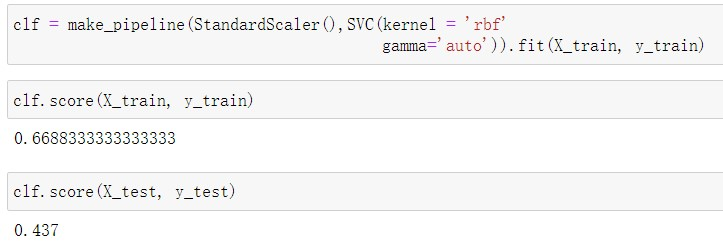 clf = make_pipeline(StandardScaler(),SVC(kernel = 'rbf'
gamma='auto')).fit(X_train, y_train)
clf.score(X_train, y_train)
0.6688333333333333
clf.score(X_test, y_test)
0.437